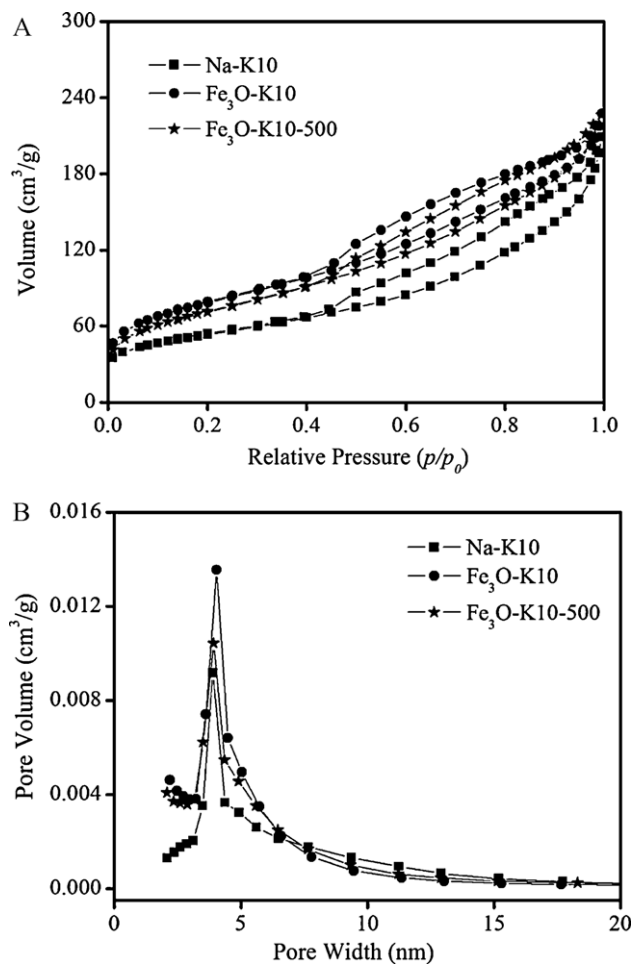 A
300
240
180
120
60
0
Volume (cm³/g)
Na-K10
Fe₃O-K10
Fe₃O-K10-500
0.0 0.2 0.4 0.6 0.8 1.0
Relative Pressure (p/p₀)
B
0.016
0.012
0.008
0.004
0.000
Pore Volume (cm³/g)
Na-K10
Fe₃O-K10
Fe₃O-K10-500
0 5 10 15 20
Pore Width (nm)